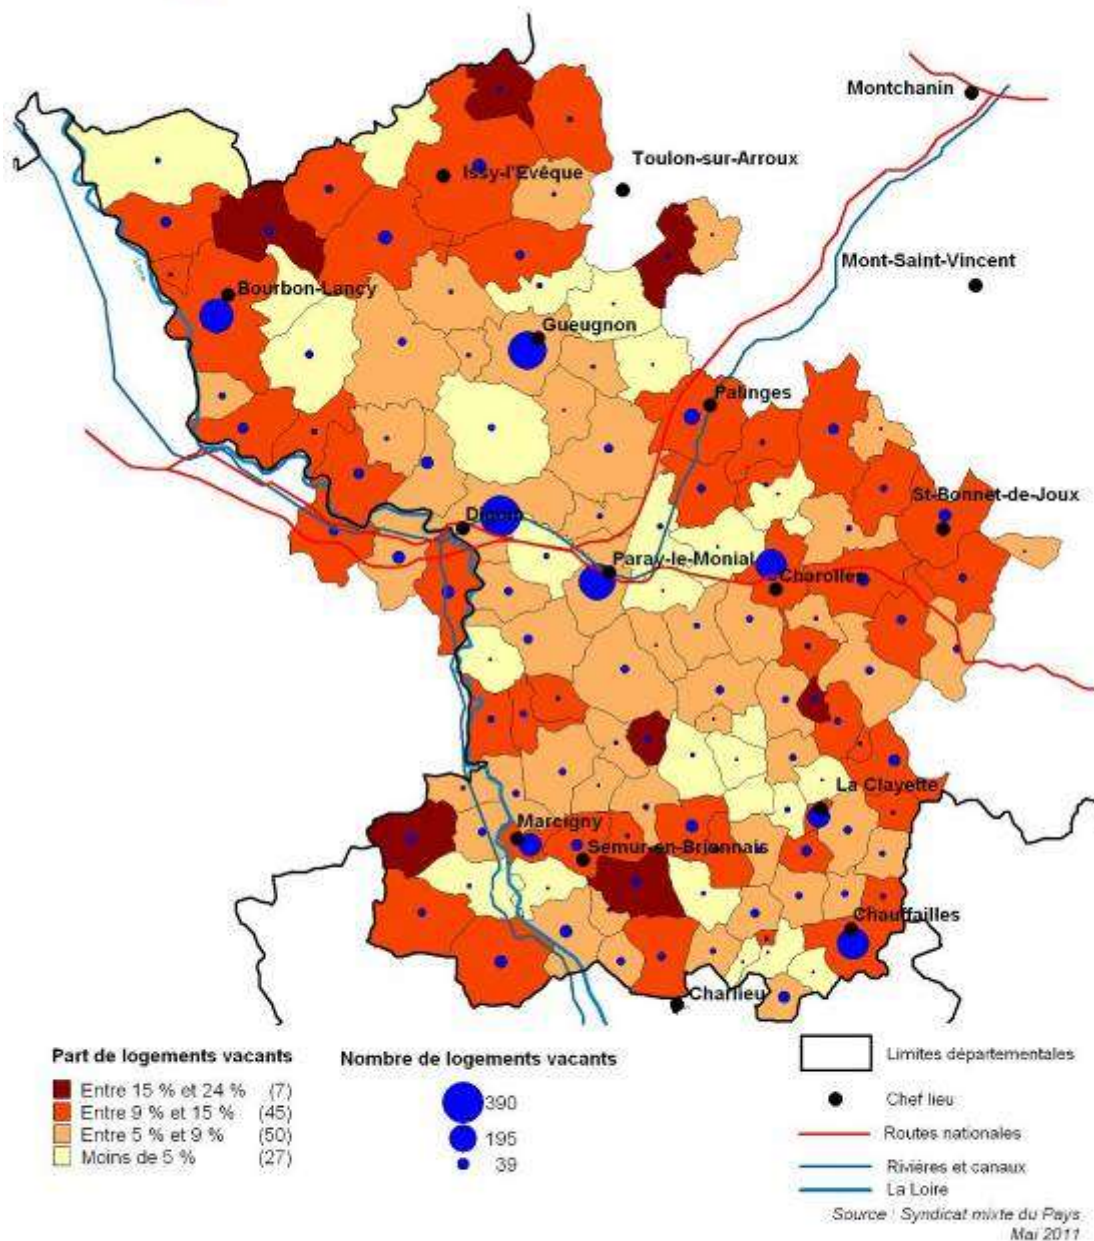 Montchanin
Toulon-sur-Arroux
Issy-l'Evêque
Mont-Saint-Vincent
Bourbon-Lancy
Gueugnon
Palinges
St-Bonnet-de-Joux
Digoin
Paray-le-Monial
Charolles
La Clayette
Marcigny
Semur-en-Brionnais
Chauffailles
Charlieu
Part de logements vacants
Entre 15 % et 24 % (7)
Entre 9 % et 15 % (45)
Entre 5 % et 9 % (50)
Moins de 5 % (27)
Nombre de logements vacants
390
195
39
Limites départementales
Chef lieu
Routes nationales
Rivières et canaux
La Loire
Source : Syndicat mixte du Pays
Mai 2011